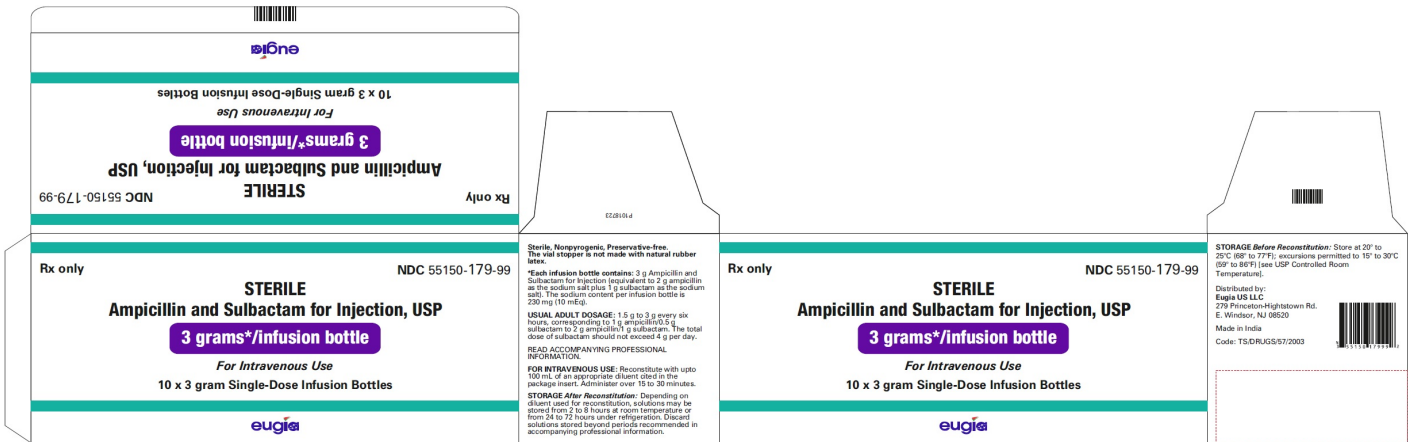 eugia
10 x 3 gram Single-Dose Infusion Bottles
For Intravenous Use
3 grams*/infusion bottle
Ampicillin and Sulbactam for Injection, USP
STERILE
Rx only
NDC 55150-179-99
P1018723
Rx only
NDC 55150-179-99
STERILE
Ampicillin and Sulbactam for Injection, USP
3 grams*/infusion bottle
For Intravenous Use
10 x 3 gram Single-Dose Infusion Bottles
eugia
Sterile, Nonpyrogenic, Preservative-free.
The vial stopper is not made with natural rubber
latex.
*Each infusion bottle contains: 3 g Ampicillin and
Sulbactam for Injection (equivalent to 2 g ampicillin
as the sodium salt plus 1 g sulbactam as the sodium
salt). The sodium content per infusion bottle is
230 mg (10 mEq).
USUAL ADULT DOSAGE: 1.5 g to 3 g every six
hours, corresponding to 1 g ampicillin/0.5 g
sulbactam to 2 g ampicillin/1 g sulbactam. The total
dose of sulbactam should not exceed 4 g per day.
READ ACCOMPANYING PROFESSIONAL
INFORMATION.
FOR INTRAVENOUS USE: Reconstitute with upto
100 mL of an appropriate diluent cited in the
package insert. Administer over 15 to 30 minutes.
STORAGE After Reconstitution: Depending on
diluent used for reconstitution, solutions may be
stored from 2 to 8 hours at room temperature or
from 24 to 72 hours under refrigeration. Discard
solutions stored beyond periods recommended in
accompanying professional information.
Rx only
NDC 55150-179-99
STERILE
Ampicillin and Sulbactam for Injection, USP
3 grams*/infusion bottle
For Intravenous Use
10 x 3 gram Single-Dose Infusion Bottles
eugia
STORAGE Before Reconstitution: Store at 20° to
25°C (68° to 77°F); excursions permitted to 15° to 30°C
(59° to 86°F) [see USP Controlled Room
Temperature].
Distributed by:
Eugia US LLC
279 Princeton-Hightstown Rd.
E. Windsor, NJ 08520
Made in India
Code: TS/DRUGS/57/2003